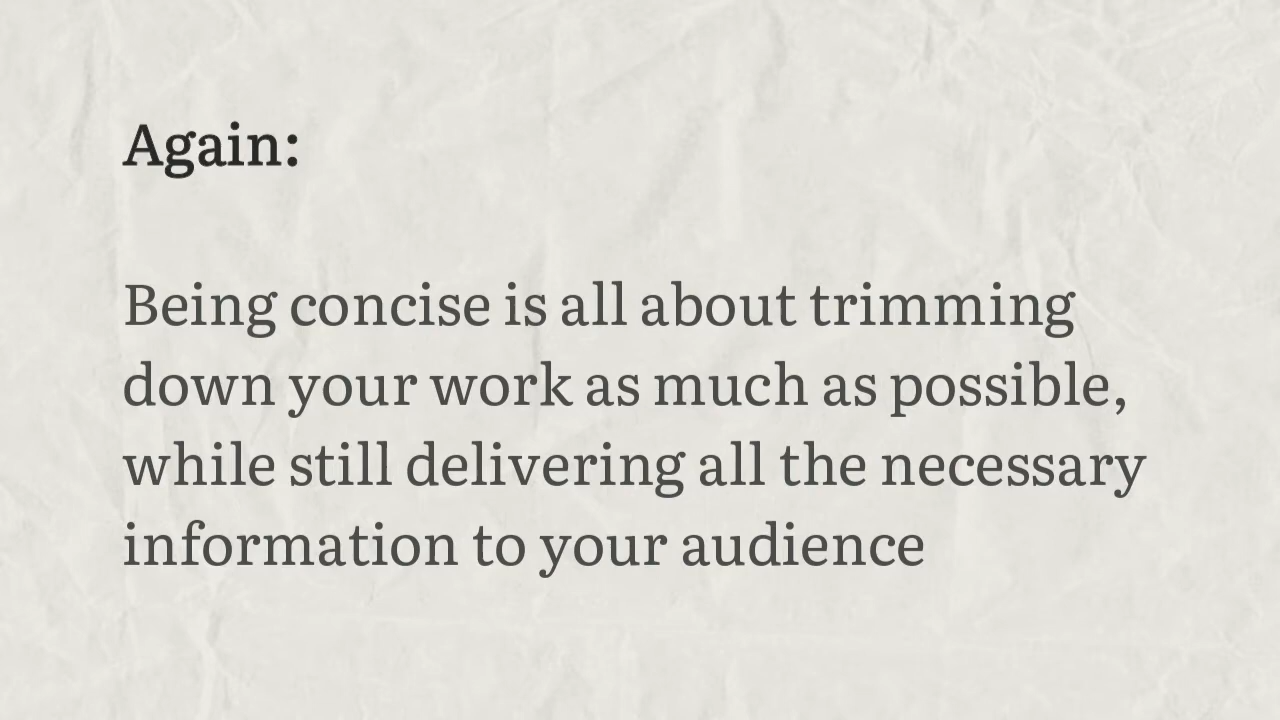 Again:
Being concise is all about trimming
down your work as much as possible,
while still delivering all the necessary
information to your audience